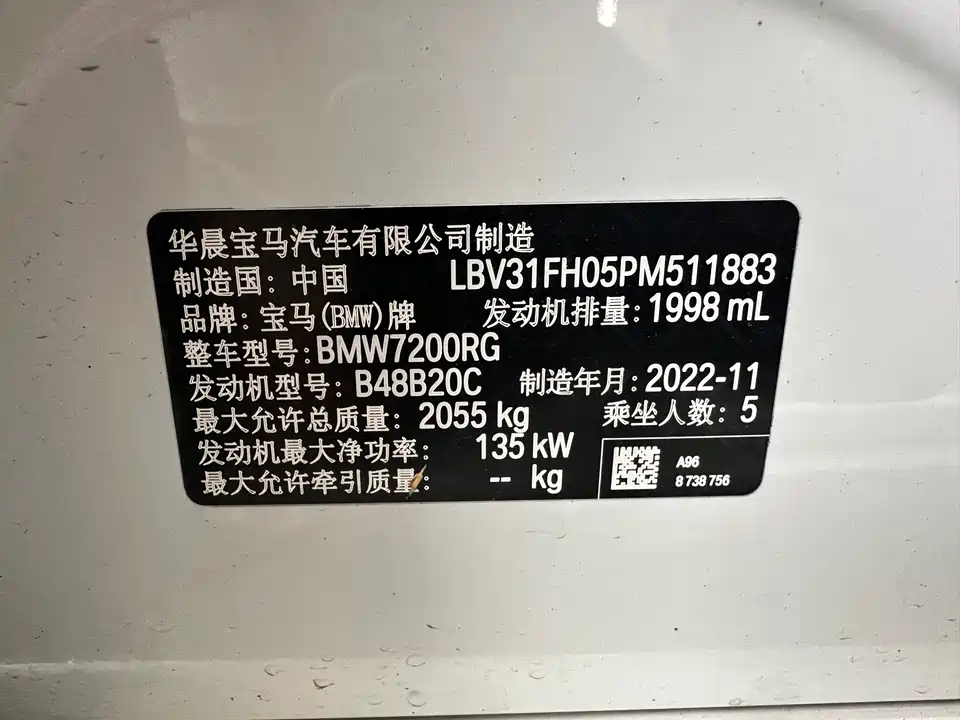 华晨宝马汽车有限公司制造
制造国: 中国 LBV31FH05PM511883
品牌: 宝马(BMW)牌 发动机排量: 1998 mL
整车型号: BMW7200RG
发动机型号: B48B20C 制造年月: 2022-11
最大允许总质量: 2055 kg 乘坐人数: 5
发动机最大净功率: 135 kW
最大允许牵引质量: -- kg
A96
8 738 756